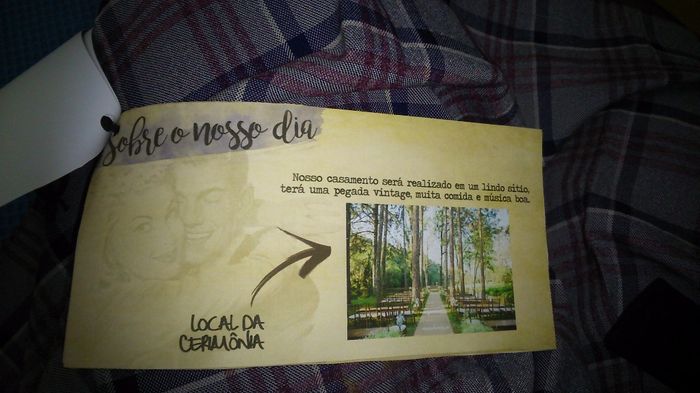 Sobre o nosso dia
Nosso casamento será realizado em um lindo sítio,
terá uma pegada vintage, muita comida e música boa.
LOCAL DA
CERIMÔNIA